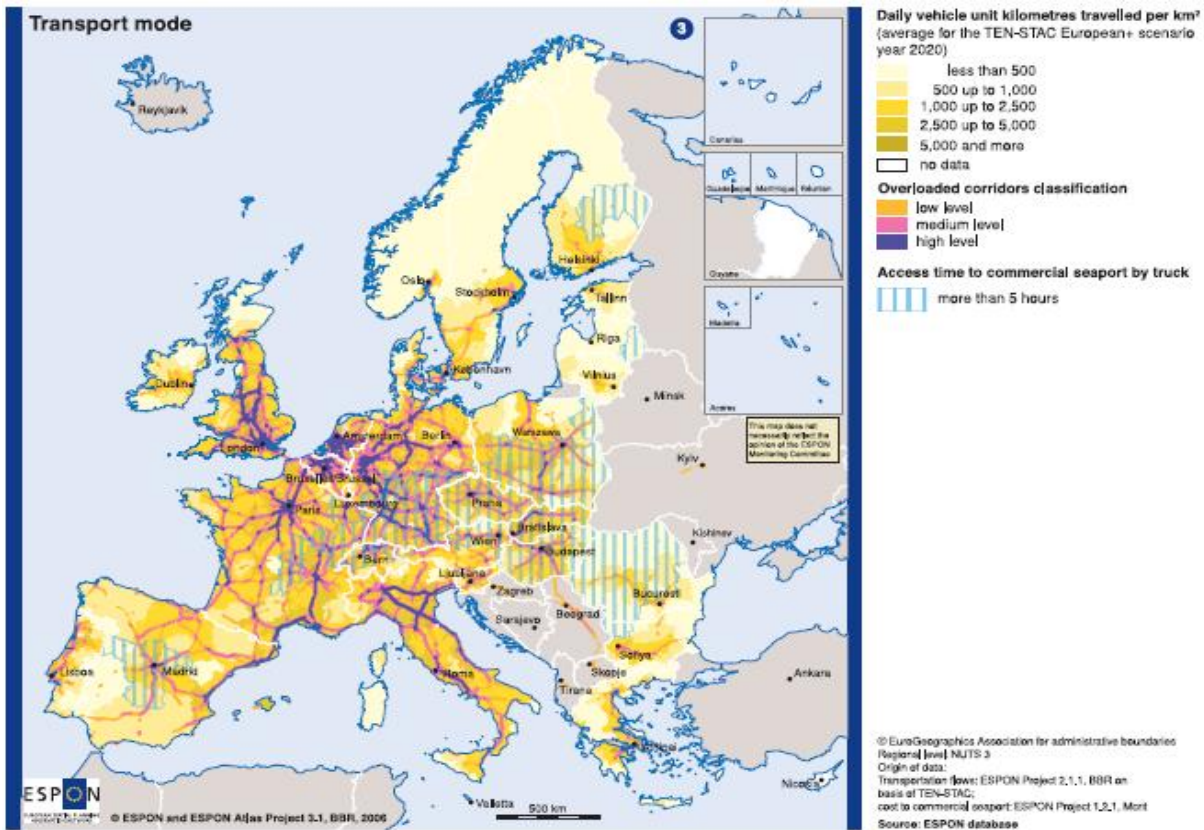 Transport mode
3
Reykjavik
Canarias
Guadeloupe
Martinique
Réunion
Guyane
Madeira
Acores
This map does not
necessarily reflect the
opinion of the ESPON
Monitoring Committee
Helsinki
Oslo
Stockholm
Tallinn
Riga
Dublin
København
Vilnius
Minsk
London
Amsterdam
Berlin
Warszawa
Kyiv
Bruxelles/Brussel
Luxembourg
Praha
Paris
Bratislava
Wien
Kishinev
Budapest
Bern
Ljubljana
Zagreb
Bucuresti
Beograd
Sarajevo
Sofiya
Lisboa
Madrid
Roma
Skopje
Tirana
Ankara
Nicosia
Valletta
500 km
ESPON
© ESPON and ESPON Atlas Project 3.1, BBR, 2006
Daily vehicle unit kilometres travelled per km²
(average for the TEN-STAC European+ scenario
year 2020)
less than 500
500 up to 1,000
1,000 up to 2,500
2,500 up to 5,000
5,000 and more
no data
Overloaded corridors classification
low level
medium level
high level
Access time to commercial seaport by truck
more than 5 hours
© EuroGeographics Association for administrative boundaries
Regional level: NUTS 3
Origin of data:
Transportation flows: ESPON Project 2.1.1, BBR on
basis of TEN-STAC;
cost to commercial seaport: ESPON Project 1.2.1, Mcrit
Source: ESPON database